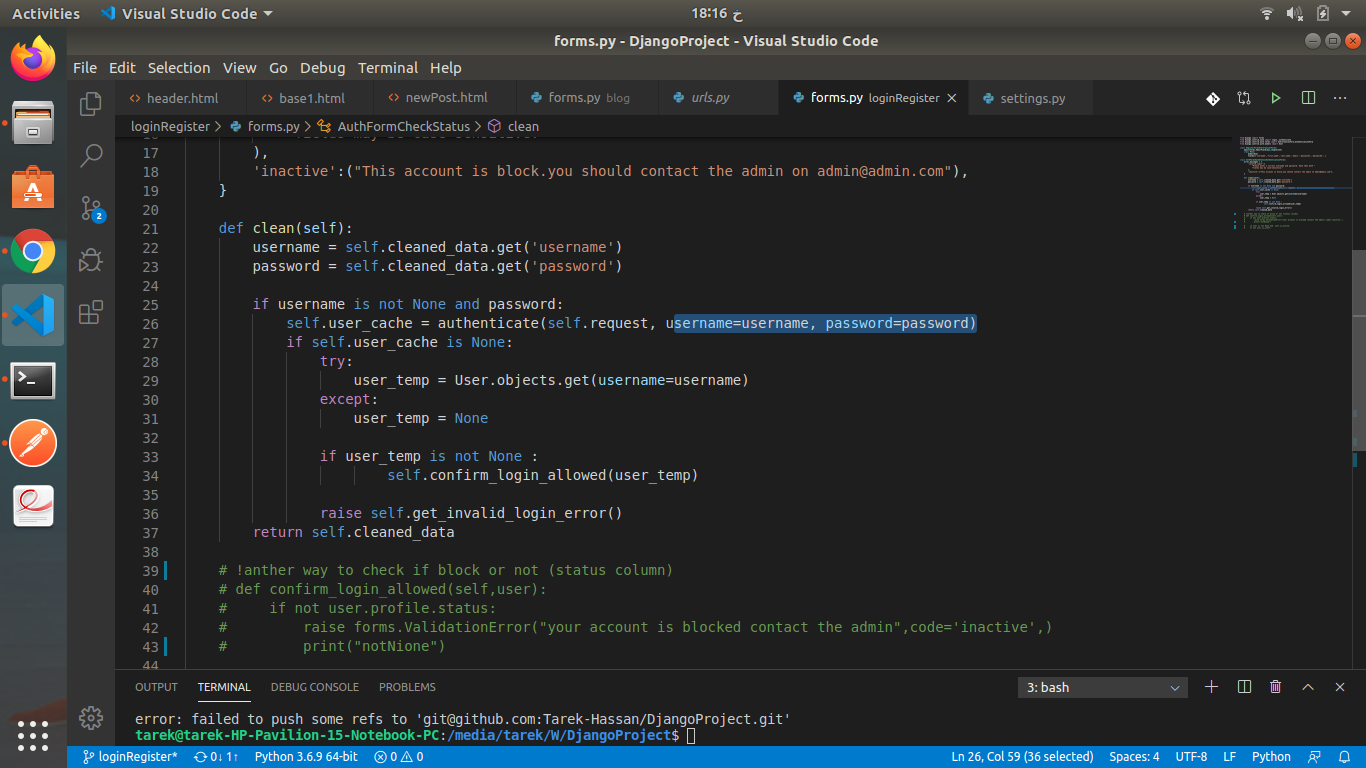 Activities Visual Studio Code 18:16 خ
forms.py - DjangoProject - Visual Studio Code
File Edit Selection View Go Debug Terminal Help
header.html base1.html newPost.html forms.py blog urls.py forms.py loginRegister settings.py
loginRegister > forms.py > AuthFormCheckStatus > clean
17 ),
18 'inactive':("This account is block.you should contact the admin on admin@admin.com"),
19 }
20
21 def clean(self):
22 username = self.cleaned_data.get('username')
23 password = self.cleaned_data.get('password')
24
25 if username is not None and password:
26 self.user_cache = authenticate(self.request, username=username, password=password)
27 if self.user_cache is None:
28 try:
29 user_temp = User.objects.get(username=username)
30 except:
31 user_temp = None
32
33 if user_temp is not None :
34 self.confirm_login_allowed(user_temp)
35
36 raise self.get_invalid_login_error()
37 return self.cleaned_data
38
39 # !anther way to check if block or not (status column)
40 # def confirm_login_allowed(self,user):
41 # if not user.profile.status:
42 # raise forms.ValidationError("your account is blocked contact the admin",code='inactive',)
43 # print("notNione")
44
2
OUTPUT TERMINAL DEBUG CONSOLE PROBLEMS 3: bash
error: failed to push some refs to 'git@github.com:Tarek-Hassan/DjangoProject.git'
tarek@tarek-HP-Pavilion-15-Notebook-PC:/media/tarek/W/DjangoProject$
loginRegister* 0↓ 1↑ Python 3.6.9 64-bit 0 0 Ln 26, Col 59 (36 selected) Spaces: 4 UTF-8 LF Python